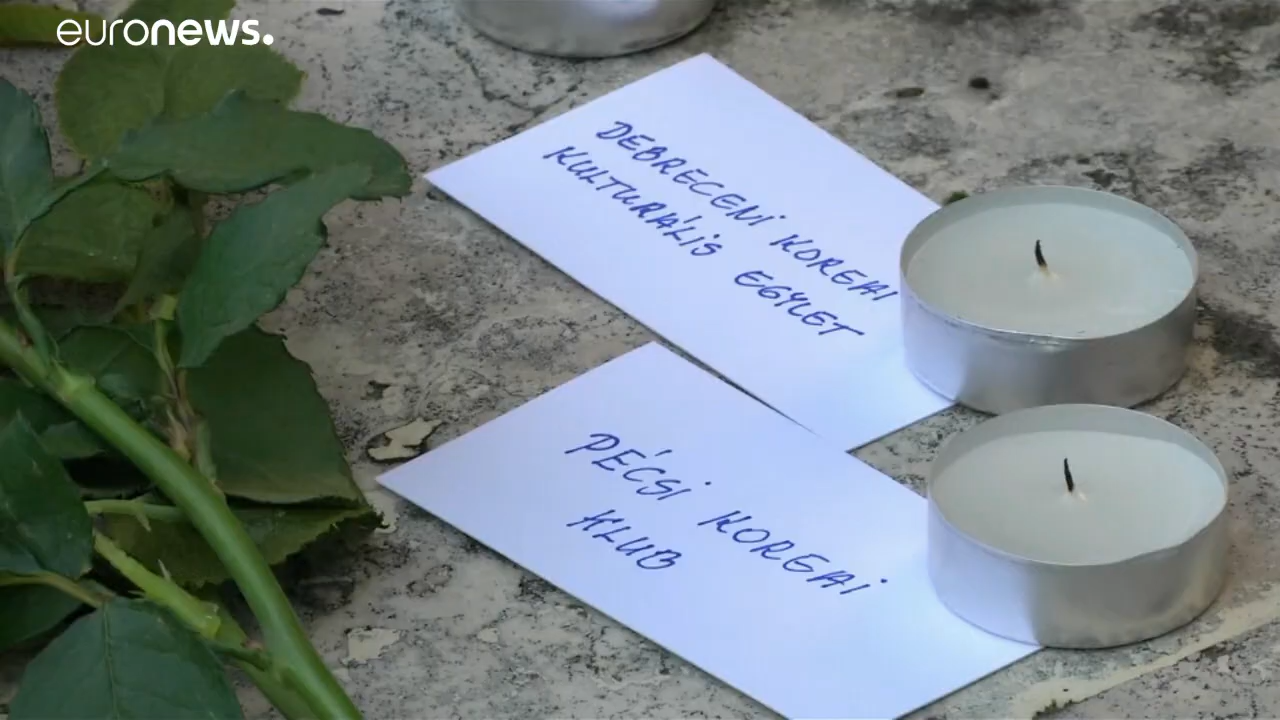 euronews.
DEBRECENI KOREAI
KULTURÁLIS EGYLET
PÉCSI KOREAI
KLUB